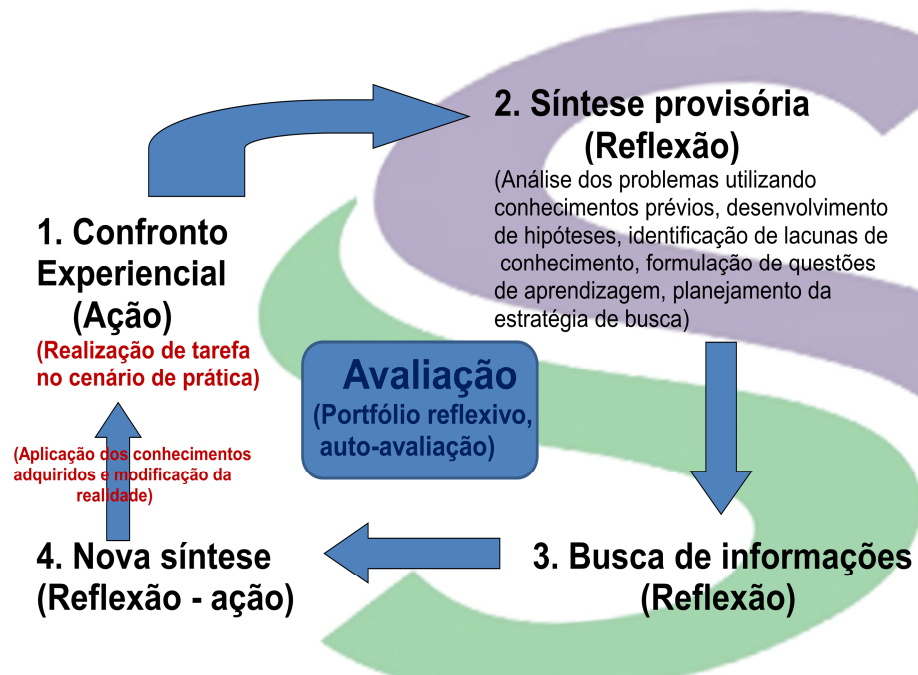 1. Confronto
Experiencial
(Ação)
(Realização de tarefa
no cenário de prática)
2. Síntese provisória
(Reflexão)
(Análise dos problemas utilizando
conhecimentos prévios, desenvolvimento
de hipóteses, identificação de lacunas de
conhecimento, formulação de questões
de aprendizagem, planejamento da
estratégia de busca)
Avaliação
(Portfólio reflexivo,
auto-avaliação)
3. Busca de informações
(Reflexão)
4. Nova síntese
(Reflexão - ação)
(Aplicação dos conhecimentos
adquiridos e modificação da
realidade)